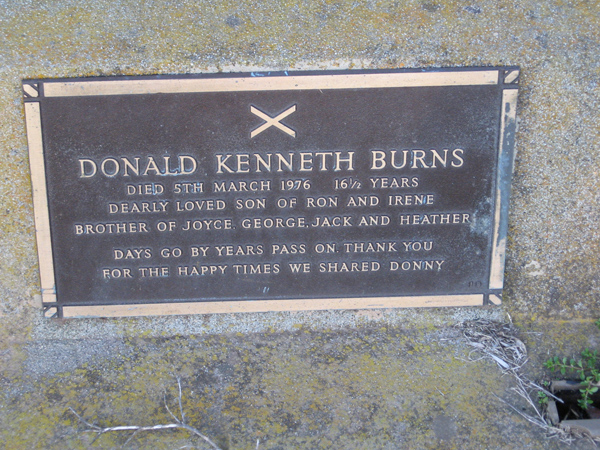 DONALD KENNETH BURNS
DIED 5TH MARCH 1976 16½ YEARS
DEARLY LOVED SON OF RON AND IRENE
BROTHER OF JOYCE, GEORGE, JACK AND HEATHER
DAYS GO BY YEARS PASS ON, THANK YOU
FOR THE HAPPY TIMES WE SHARED DONNY